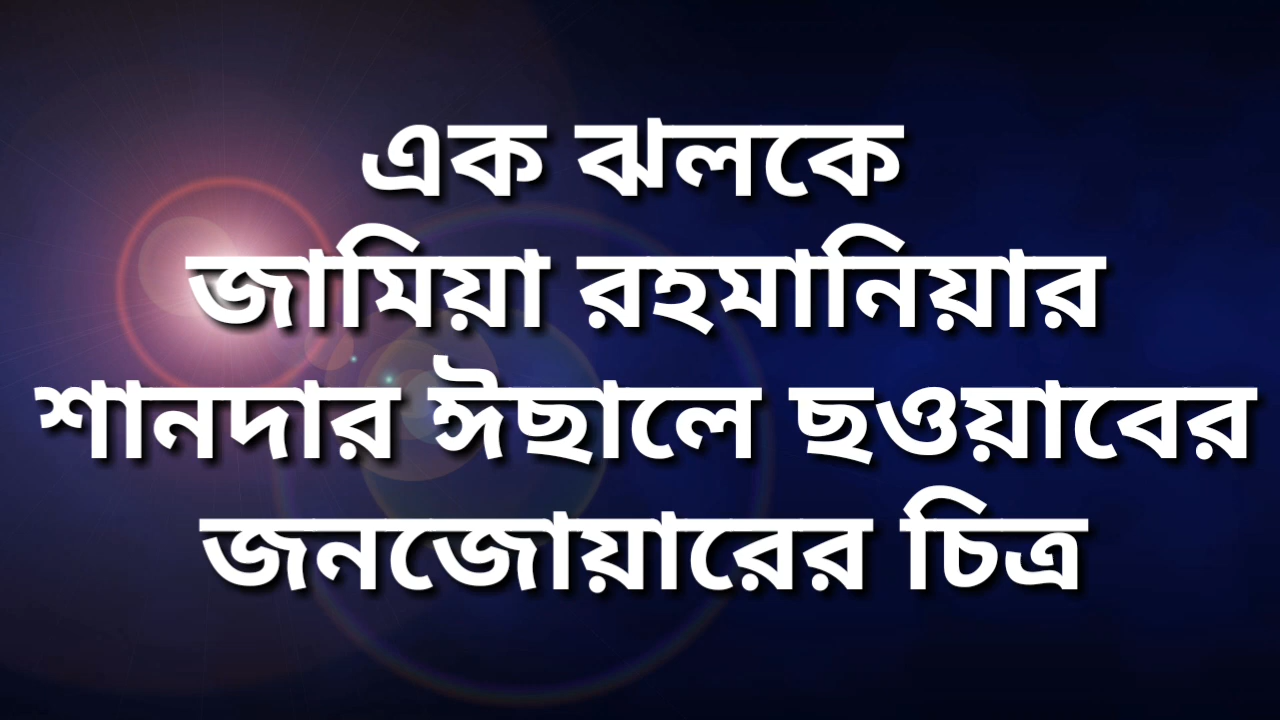 এক ঝলকে
জামিয়া রহমানিয়ার
শানদার ঈছালে ছওয়াবের
জনজোয়ারের চিত্র